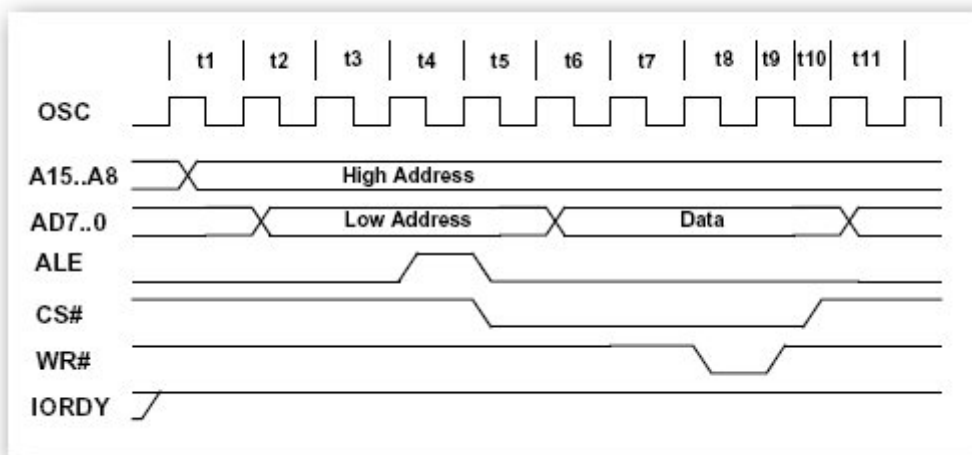 t1 t2 t3 t4 t5 t6 t7 t8 t9 t10 t11
OSC
A15..A8 High Address
AD7..0 Low Address Data
ALE
CS#
WR#
IORDY